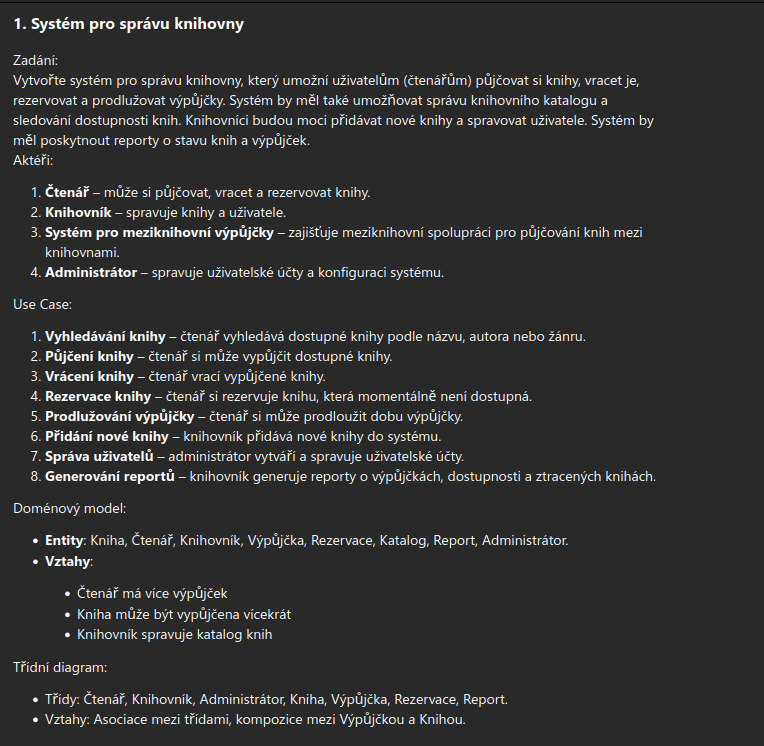 1. Systém pro správu knihovny
Zadání:
Vytvořte systém pro správu knihovny, který umožní uživatelům (čtenářům) půjčovat si knihy, vracet je,
rezervovat a prodlužovat výpůjčky. Systém by měl také umožňovat správu knihovního katalogu a
sledování dostupnosti knih. Knihovníci budou moci přidávat nové knihy a spravovat uživatele. Systém by
měl poskytnout reporty o stavu knih a výpůjček.
Aktéři:
1. Čtenář – může si půjčovat, vracet a rezervovat knihy.
2. Knihovník – spravuje knihy a uživatele.
3. Systém pro meziknihovní výpůjčky – zajišťuje meziknihovní spolupráci pro půjčování knih mezi
knihovnami.
4. Administrátor – spravuje uživatelské účty a konfiguraci systému.
Use Case:
1. Vyhledávání knihy – čtenář vyhledává dostupné knihy podle názvu, autora nebo žánru.
2. Půjčení knihy – čtenář si může vypůjčit dostupné knihy.
3. Vrácení knihy – čtenář vrací vypůjčené knihy.
4. Rezervace knihy – čtenář si rezervuje knihu, která momentálně není dostupná.
5. Prodlužování výpůjčky – čtenář si může prodloužit dobu výpůjčky.
6. Přidání nové knihy – knihovník přidává nové knihy do systému.
7. Správa uživatelů – administrátor vytváří a spravuje uživatelské účty.
8. Generování reportů – knihovník generuje reporty o výpůjčkách, dostupnosti a ztracených knihách.
Doménový model:
• Entity: Kniha, Čtenář, Knihovník, Výpůjčka, Rezervace, Katalog, Report, Administrátor.
• Vztahy:
• Čtenář má více výpůjček
• Kniha může být vypůjčena vícekrát
• Knihovník spravuje katalog knih
Třídní diagram:
• Třídy: Čtenář, Knihovník, Administrátor, Kniha, Výpůjčka, Rezervace, Report.
• Vztahy: Asociace mezi třídami, kompozice mezi Výpůjčkou a Knihou.